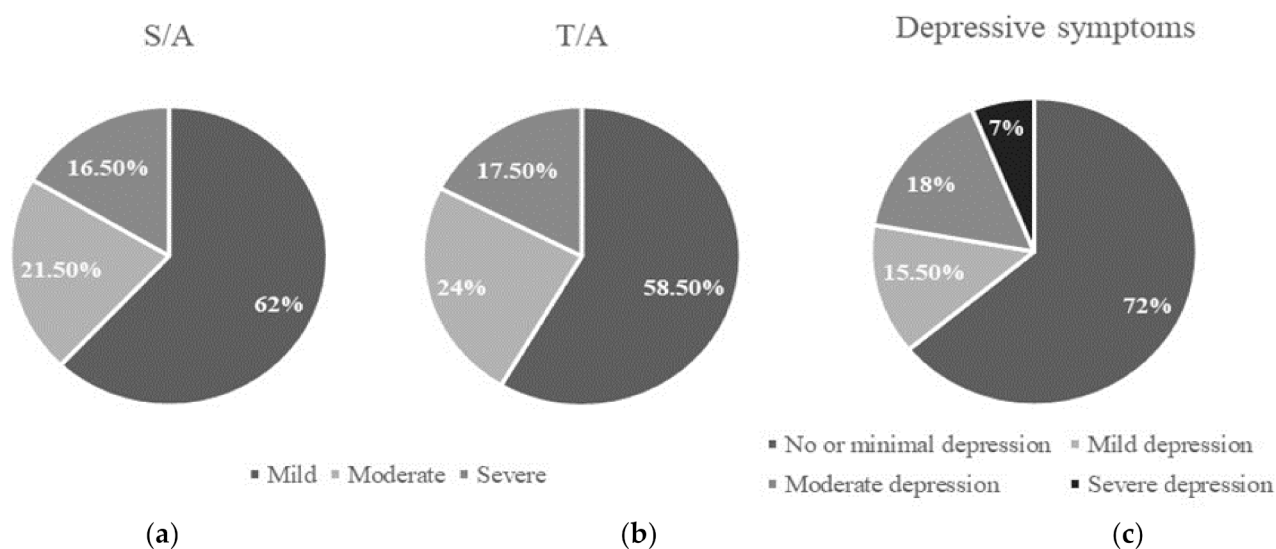 S/A
T/A
Depressive symptoms
16.50%
21.50%
62%
17.50%
24%
58.50%
7%
18%
15.50%
72%
Mild Moderate Severe
No or minimal depression Mild depression
Moderate depression Severe depression
(a) (b) (c)